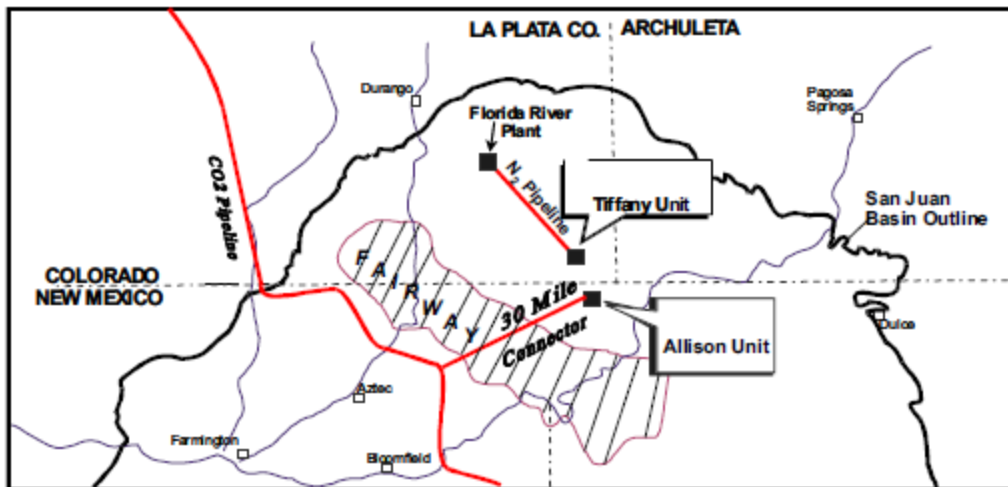 LA PLATA CO. ARCHULETA
Durango
Florida River
Plant
Pagosa
Springs
CO2 Pipeline
N2 Pipeline
Tiffany Unit
San Juan
Basin Outline
FAIRWAY
COLORADO
NEW MEXICO
30 Mile
Connector
Dulce
Allison Unit
Aztec
Farmington
Bloomfield